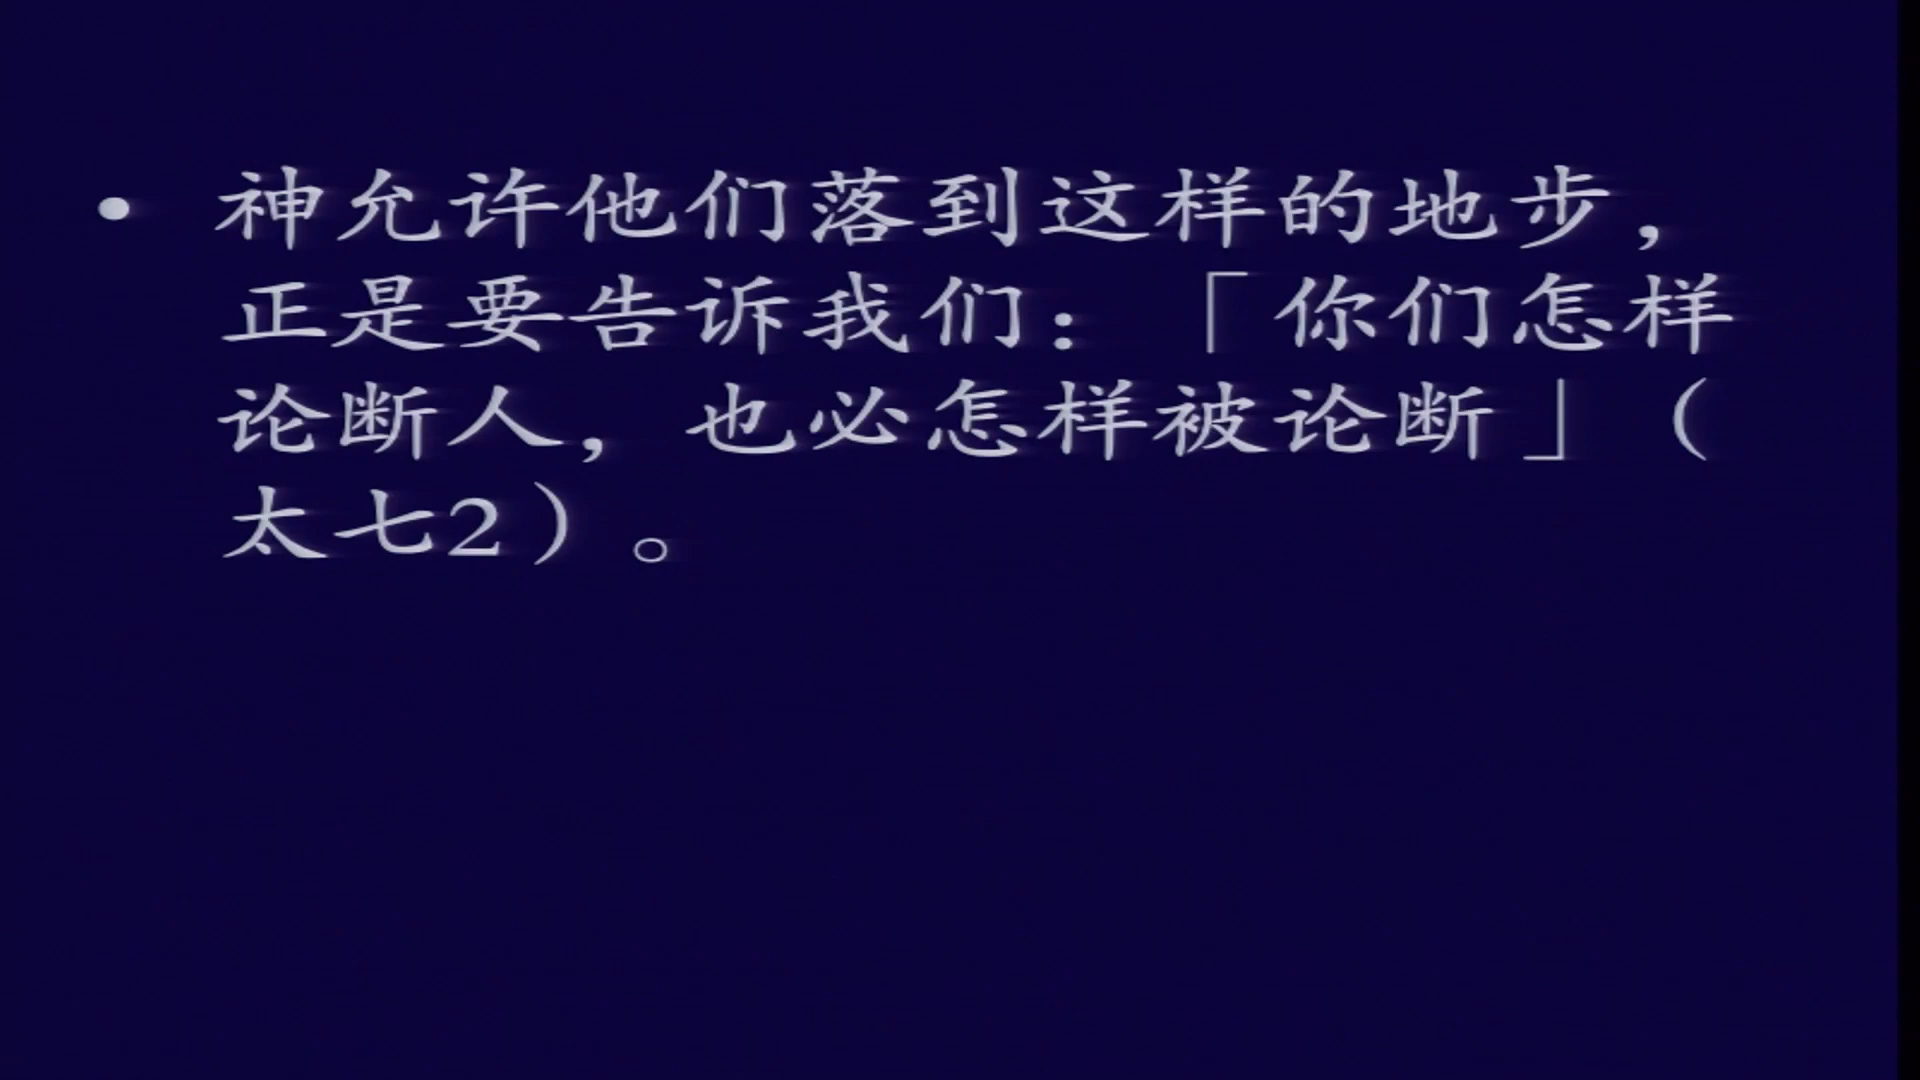 • 神允许他们落到这样的地步，
正是要告诉我们：「你们怎样
论断人，也必怎样被论断」（
太七2）。